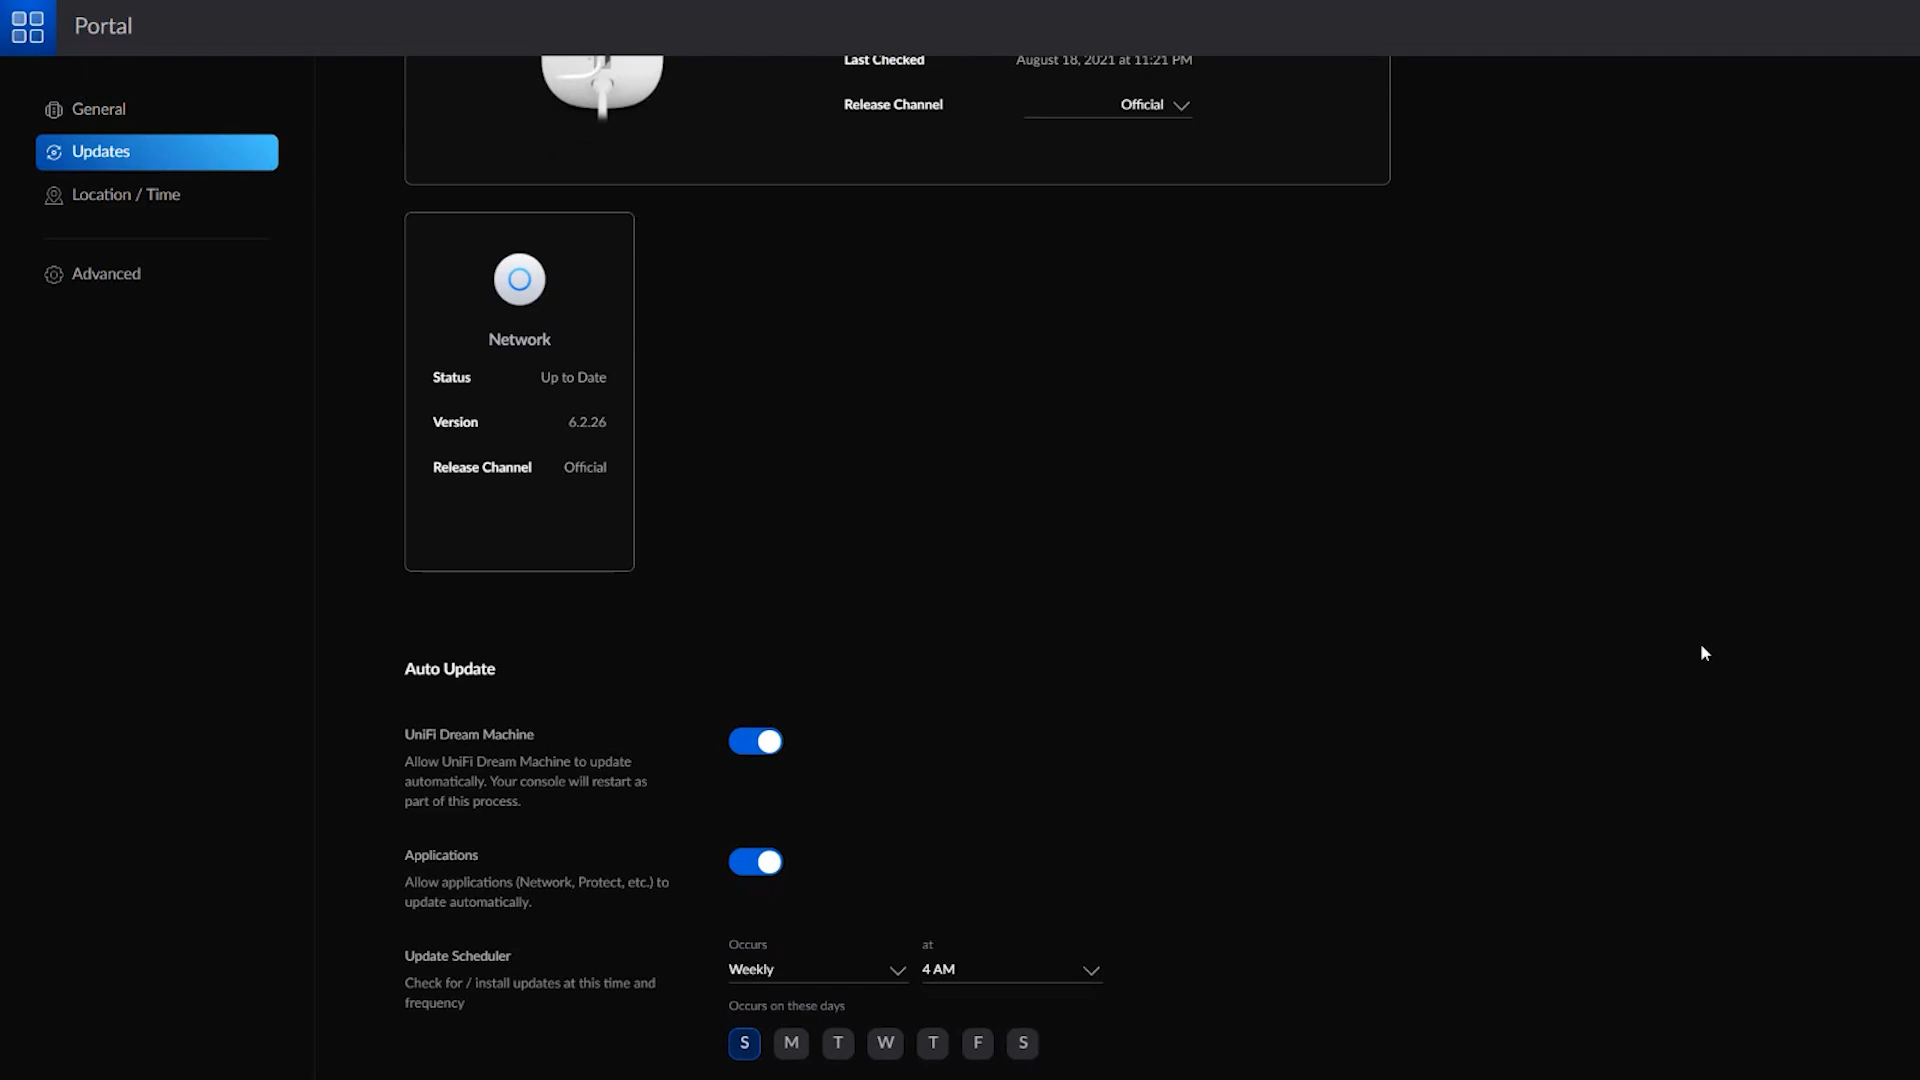 Portal
General
Updates
Location / Time
Advanced
Last Checked August 18, 2021 at 11:21 PM
Release Channel Official
Network
Status Up to Date
Version 6.2.26
Release Channel Official
Auto Update
UniFi Dream Machine
Allow UniFi Dream Machine to update
automatically. Your console will restart as
part of this process.
Applications
Allow applications (Network, Protect, etc.) to
update automatically.
Update Scheduler
Check for / install updates at this time and
frequency
Occurs at
Weekly 4 AM
Occurs on these days
S M T W T F S